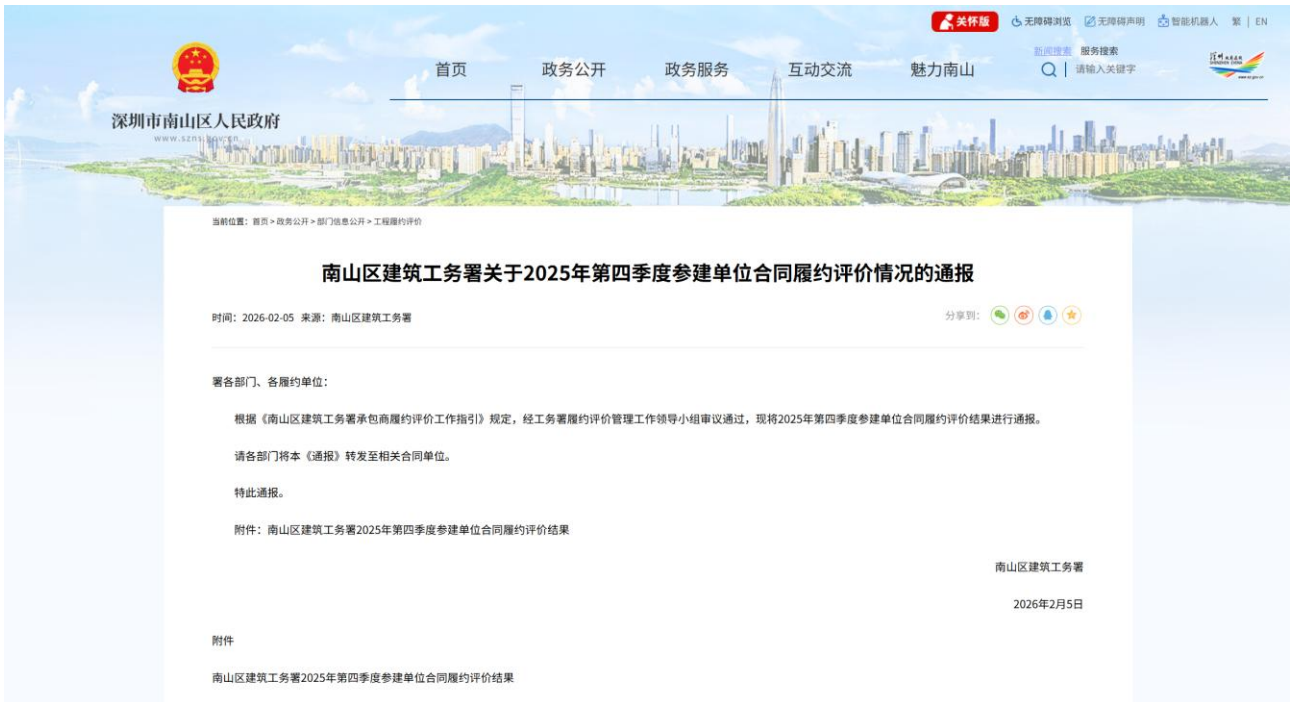 关怀版 无障碍浏览 无障碍声明 智能机器人 繁 | EN
新闻搜索 服务搜索
首页 政务公开 政务服务 互动交流 魅力南山 请输入关键字
深圳市南山区人民政府
当前位置：首页 > 政务公开 > 部门信息公开 > 工程履约评价
南山区建筑工务署关于2025年第四季度参建单位合同履约评价情况的通报
时间：2026-02-05 来源：南山区建筑工务署 分享到：
署各部门、各履约单位：
根据《南山区建筑工务署承包商履约评价工作指引》规定，经工务署履约评价管理工作领导小组审议通过，现将2025年第四季度参建单位合同履约评价结果进行通报。
请各部门将本《通报》转发至相关合同单位。
特此通报。
附件：南山区建筑工务署2025年第四季度参建单位合同履约评价结果
南山区建筑工务署
2026年2月5日
附件
南山区建筑工务署2025年第四季度参建单位合同履约评价结果